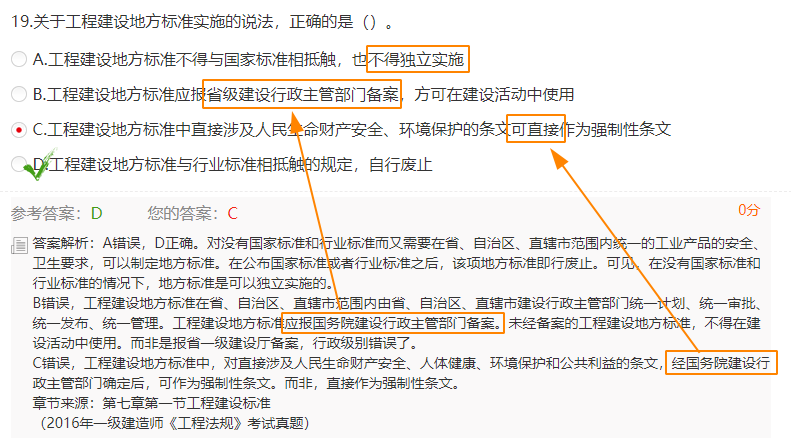 19.关于工程建设地方标准实施的说法，正确的是（）。
A.工程建设地方标准不得与国家标准相抵触，也不得独立实施
B.工程建设地方标准应报省级建设行政主管部门备案，方可在建设活动中使用
C.工程建设地方标准中直接涉及人民生命财产安全、环境保护的条文可直接作为强制性条文
D.工程建设地方标准与行业标准相抵触的规定，自行废止
参考答案：D 您的答案：C 0分
答案解析：A错误，D正确。对没有国家标准和行业标准而又需要在省、自治区、直辖市范围内统一的工业产品的安全、
卫生要求，可以制定地方标准。在公布国家标准或者行业标准之后，该项地方标准即行废止。可见，在没有国家标准和
行业标准的情况下，地方标准是可以独立实施的。
B错误，工程建设地方标准在省、自治区、直辖市范围内由省、自治区、直辖市建设行政主管部门统一计划、统一审批、
统一发布、统一管理。工程建设地方标准应报国务院建设行政主管部门备案。未经备案的工程建设地方标准，不得在建
设活动中使用。而非是报省一级建设厅备案，行政级别错误了。
C错误，工程建设地方标准中，对直接涉及人民生命财产安全、人体健康、环境保护和公共利益的条文，经国务院建设行
政主管部门确定后，可作为强制性条文。而非，直接作为强制性条文。
章节来源：第七章第一节工程建设标准
（2016年一级建造师《工程法规》考试真题）